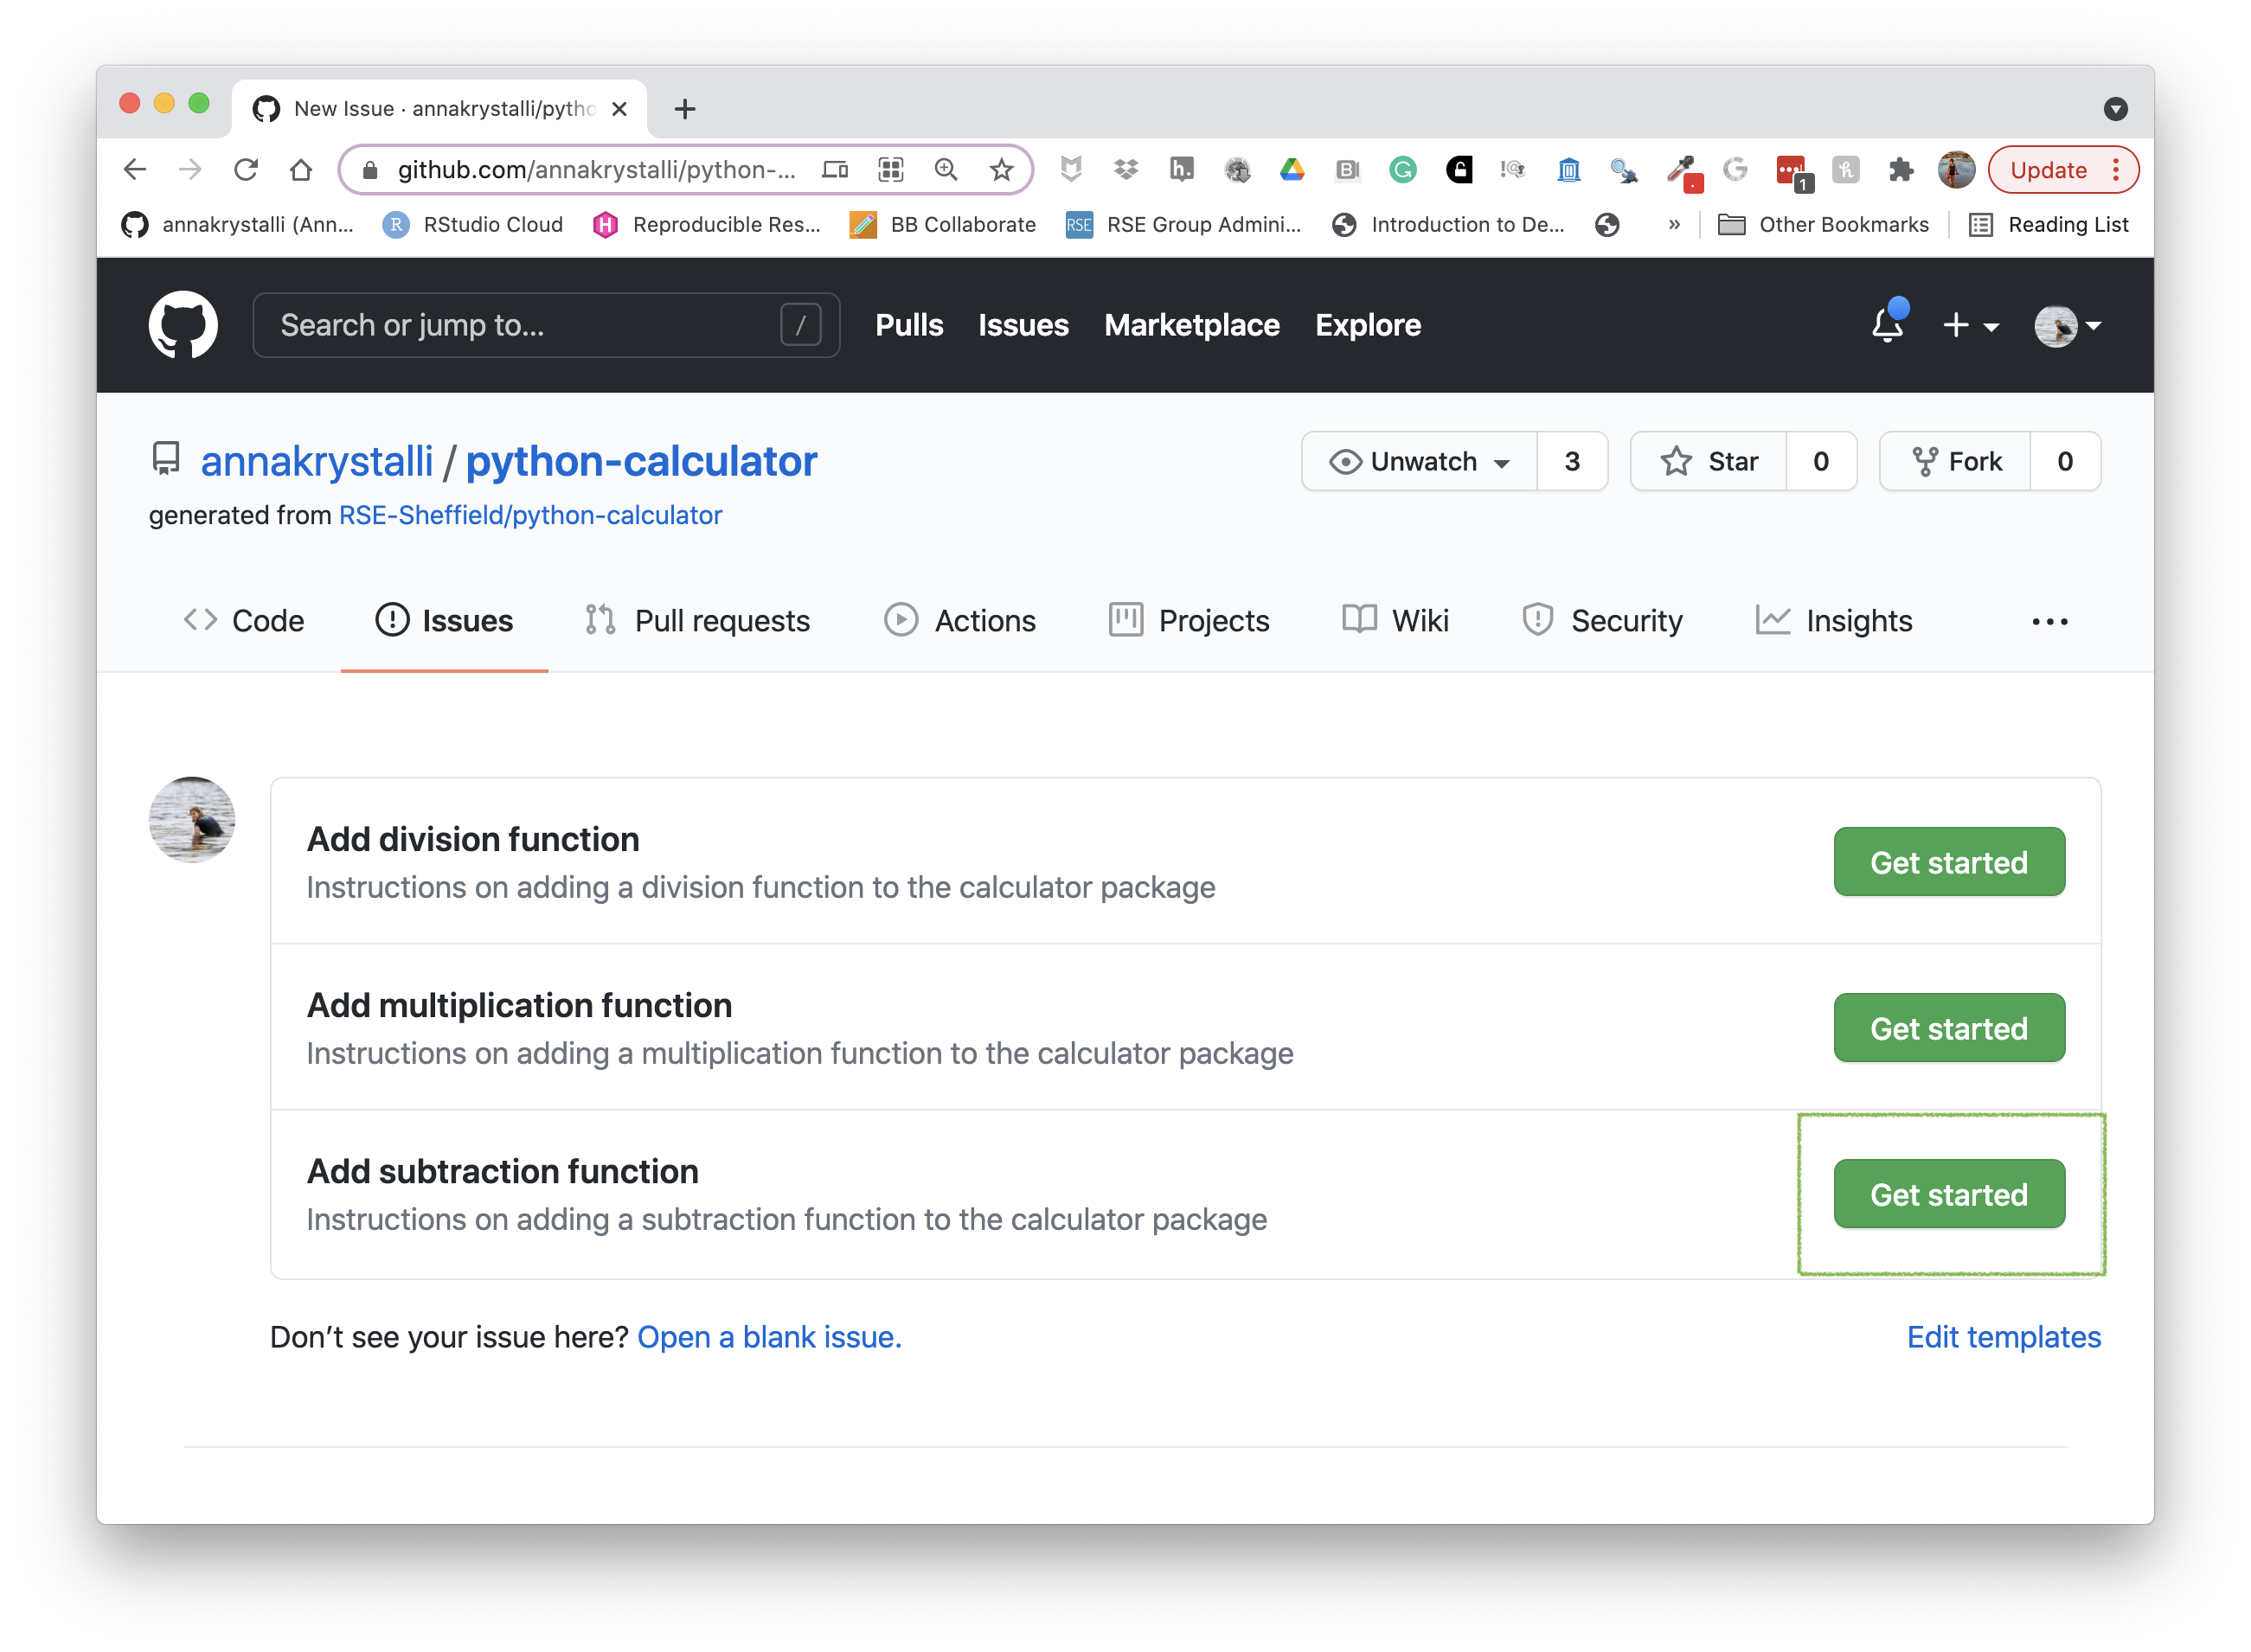 New Issue · annakrystalli/pytho
github.com/annakrystalli/python-...
Update
annakrystalli (Ann...
RStudio Cloud
Reproducible Res...
BB Collaborate
RSE Group Admini...
Introduction to De...
»
Other Bookmarks
Reading List
Search or jump to...
/
Pulls
Issues
Marketplace
Explore
annakrystalli / python-calculator
Unwatch 3
Star 0
Fork 0
generated from RSE-Sheffield/python-calculator
Code
Issues
Pull requests
Actions
Projects
Wiki
Security
Insights
...
Add division function
Instructions on adding a division function to the calculator package
Get started
Add multiplication function
Instructions on adding a multiplication function to the calculator package
Get started
Add subtraction function
Instructions on adding a subtraction function to the calculator package
Get started
Don’t see your issue here? Open a blank issue.
Edit templates